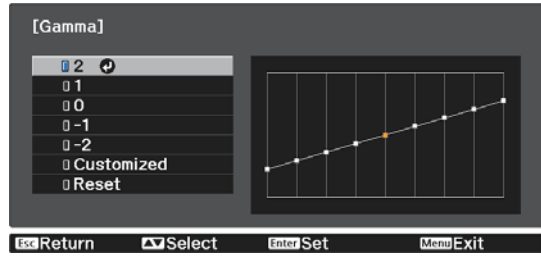 [Gamma]
2
1
0
-1
-2
Customized
Reset
Esc Return Select Enter Set Menu Exit